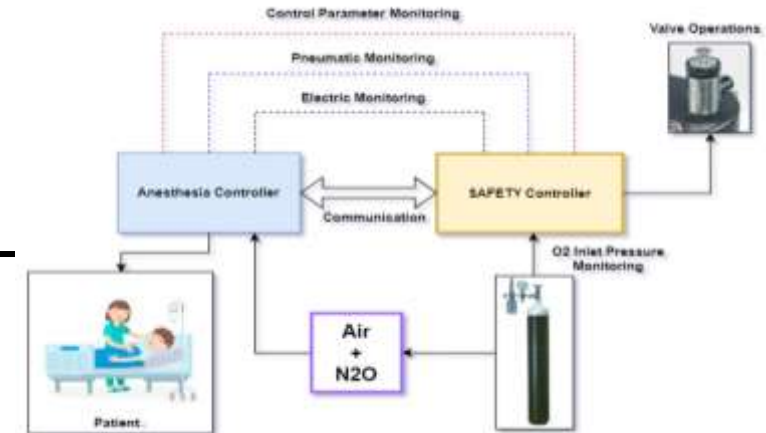 Control Parameter Monitoring
Valve Operations
Pneumatic Monitoring
Electric Monitoring
Anesthesia Controller
SAFETY Controller
Communication
O2 Inlet Pressure
Monitoring
Air
+
N2O
Patient